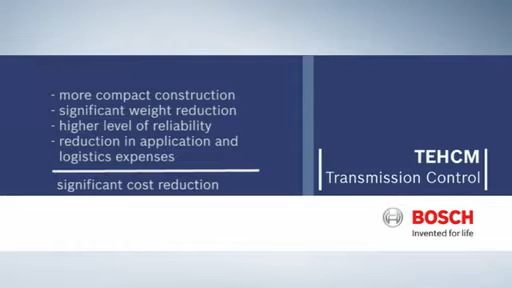 - more compact construction
- significant weight reduction
- higher level of reliability
- reduction in application and
logistics expenses
significant cost reduction
TEHCM
Transmission Control
BOSCH
Invented for life